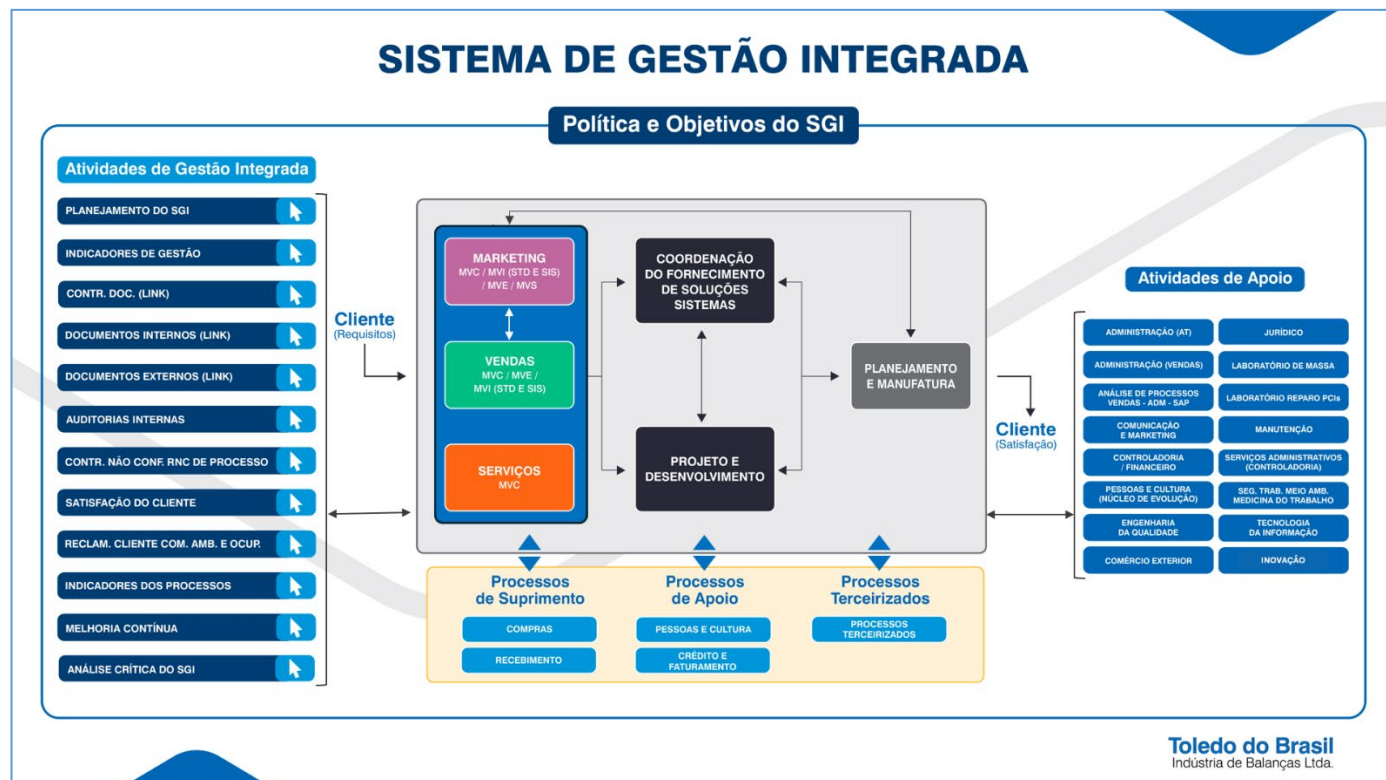 SISTEMA DE GESTÃO INTEGRADA
Política e Objetivos do SGI
Atividades de Gestão Integrada
PLANEJAMENTO DO SGI
INDICADORES DE GESTÃO
CONTR. DOC. (LINK)
DOCUMENTOS INTERNOS (LINK)
DOCUMENTOS EXTERNOS (LINK)
AUDITORIAS INTERNAS
CONTR. NÃO CONF. RNC DE PROCESSO
SATISFAÇÃO DO CLIENTE
RECLAM. CLIENTE COM. AMB. E OCUP.
INDICADORES DOS PROCESSOS
MELHORIA CONTÍNUA
ANÁLISE CRÍTICA DO SGI
Cliente
(Requisitos)
MARKETING
MVC / MVI (STD E SIS)
/ MVE / MVS
VENDAS
MVC / MVE /
MVI (STD E SIS)
SERVIÇOS
MVC
COORDENAÇÃO
DO FORNECIMENTO
DE SOLUÇÕES
SISTEMAS
PROJETO E
DESENVOLVIMENTO
PLANEJAMENTO
E MANUFATURA
Cliente
(Satisfação)
Processos
de Suprimento
COMPRAS
RECEBIMENTO
Processos
de Apoio
PESSOAS E CULTURA
CRÉDITO E
FATURAMENTO
Processos
Terceirizados
PROCESSOS
TERCEIRIZADOS
Atividades de Apoio
ADMINISTRAÇÃO (AT)
ADMINISTRAÇÃO (VENDAS)
ANÁLISE DE PROCESSOS
VENDAS - ADM - SAP
COMUNICAÇÃO
E MARKETING
CONTROLADORIA
/ FINANCEIRO
PESSOAS E CULTURA
(NÚCLEO DE EVOLUÇÃO)
ENGENHARIA
DA QUALIDADE
COMÉRCIO EXTERIOR
JURÍDICO
LABORATÓRIO DE MASSA
LABORATÓRIO REPARO PCIs
MANUTENÇÃO
SERVIÇOS ADMINISTRATIVOS
(CONTROLADORIA)
SEG. TRAB. MEIO AMB.
MEDICINA DO TRABALHO
TECNOLOGIA
DA INFORMAÇÃO
INOVAÇÃO
Toledo do Brasil
Indústria de Balanças Ltda.